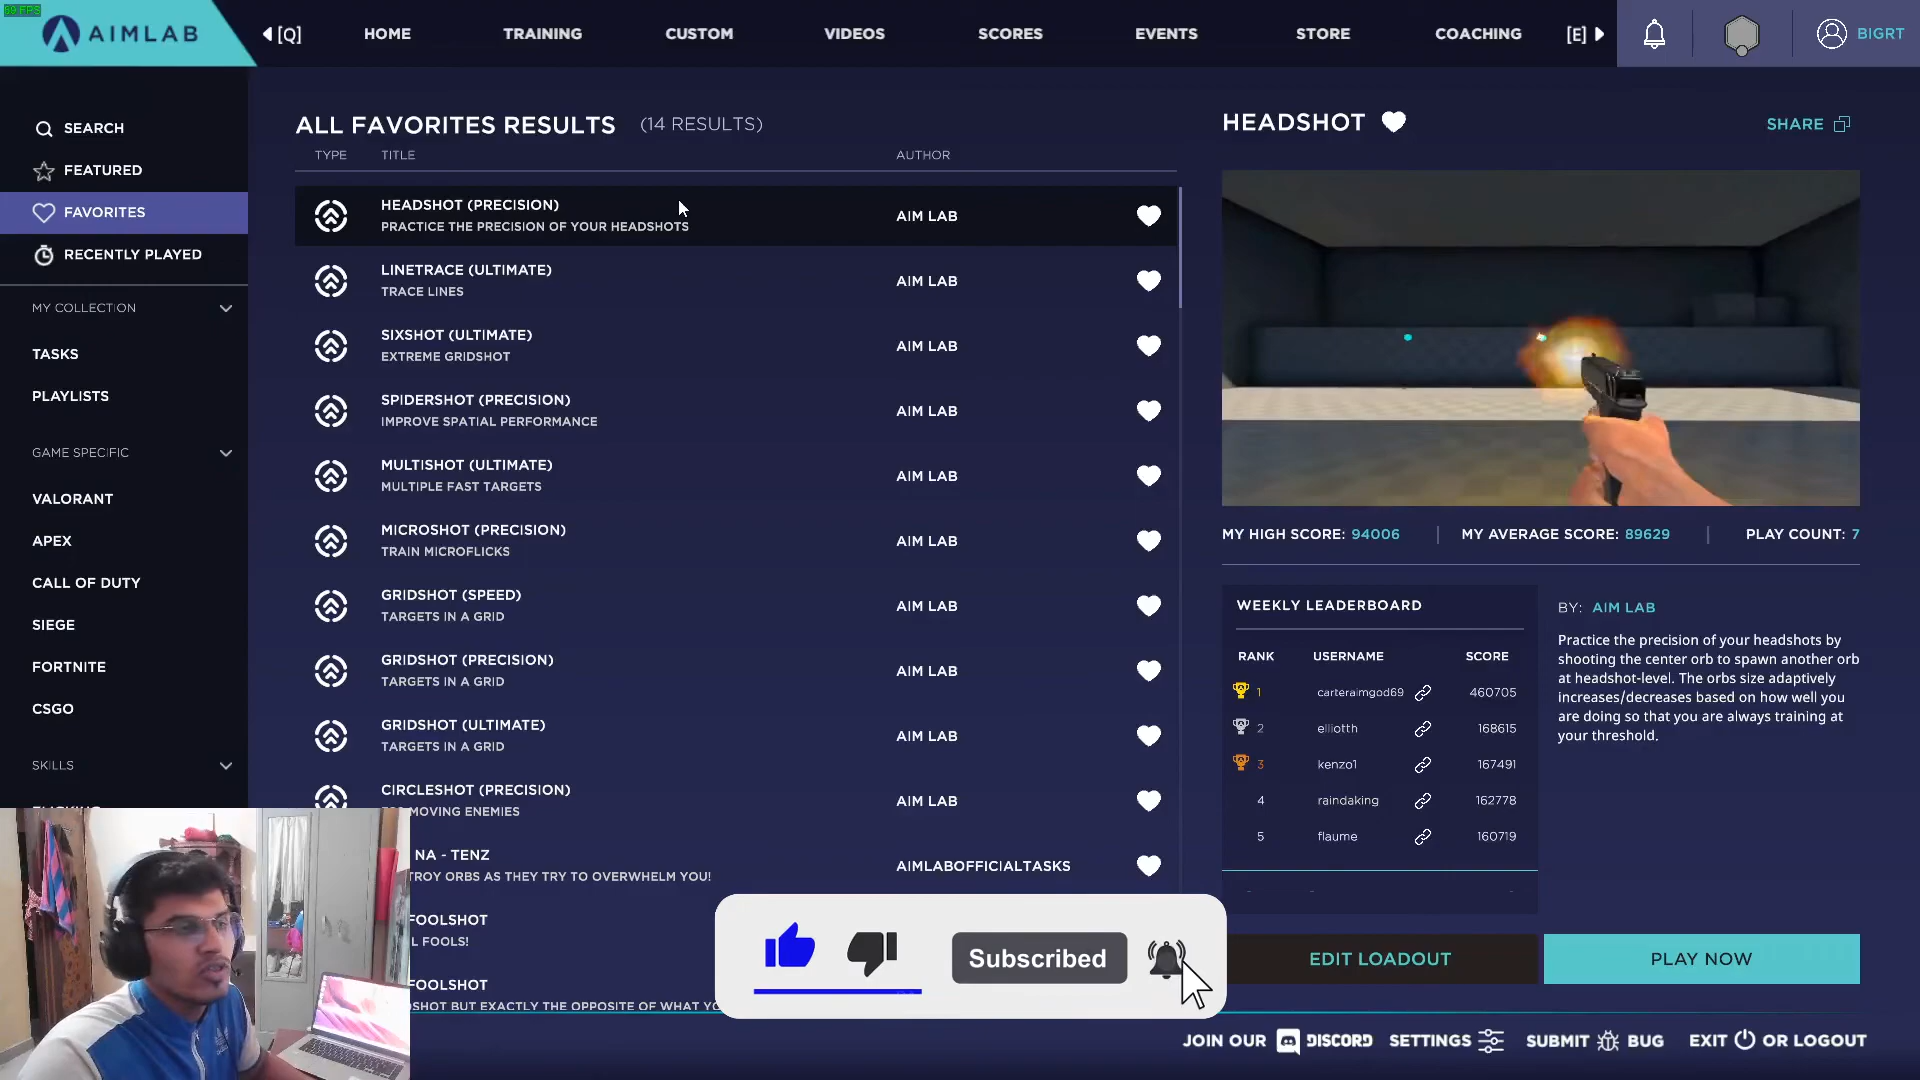 69 FPS
AIMLAB
[Q]
HOME
TRAINING
CUSTOM
VIDEOS
SCORES
EVENTS
STORE
COACHING
[E]
BIGRT
SEARCH
FEATURED
FAVORITES
RECENTLY PLAYED
MY COLLECTION
TASKS
PLAYLISTS
GAME SPECIFIC
VALORANT
APEX
CALL OF DUTY
SIEGE
FORTNITE
CSGO
SKILLS
ALL FAVORITES RESULTS (14 RESULTS)
TYPE TITLE AUTHOR
HEADSHOT (PRECISION)
PRACTICE THE PRECISION OF YOUR HEADSHOTS
AIM LAB
LINETRACE (ULTIMATE)
TRACE LINES
AIM LAB
SIXSHOT (ULTIMATE)
EXTREME GRIDSHOT
AIM LAB
SPIDERSHOT (PRECISION)
IMPROVE SPATIAL PERFORMANCE
AIM LAB
MULTISHOT (ULTIMATE)
MULTIPLE FAST TARGETS
AIM LAB
MICROSHOT (PRECISION)
TRAIN MICROFLICKS
AIM LAB
GRIDSHOT (SPEED)
TARGETS IN A GRID
AIM LAB
GRIDSHOT (PRECISION)
TARGETS IN A GRID
AIM LAB
GRIDSHOT (ULTIMATE)
TARGETS IN A GRID
AIM LAB
CIRCLESHOT (PRECISION)
MOVING ENEMIES
AIM LAB
NA - TENZ
TROY ORBS AS THEY TRY TO OVERWHELM YOU!
AIMLABOFFICIALTASKS
FOOLSHOT
L FOOLS!
FOOLSHOT
SHOT BUT EXACTLY THE OPPOSITE OF WHAT YO
HEADSHOT
SHARE
MY HIGH SCORE: 94006
MY AVERAGE SCORE: 89629
PLAY COUNT: 7
WEEKLY LEADERBOARD
RANK USERNAME SCORE
1 carteraimgod69 460705
2 elliotth 168615
3 kenzo1 167491
4 raindaking 162778
5 flaume 160719
BY: AIM LAB
Practice the precision of your headshots by
shooting the center orb to spawn another orb
at headshot-level. The orbs size adaptively
increases/decreases based on how well you
are doing so that you are always training at
your threshold.
EDIT LOADOUT
PLAY NOW
Subscribed
JOIN OUR DISCORD
SETTINGS
SUBMIT BUG
EXIT OR LOGOUT